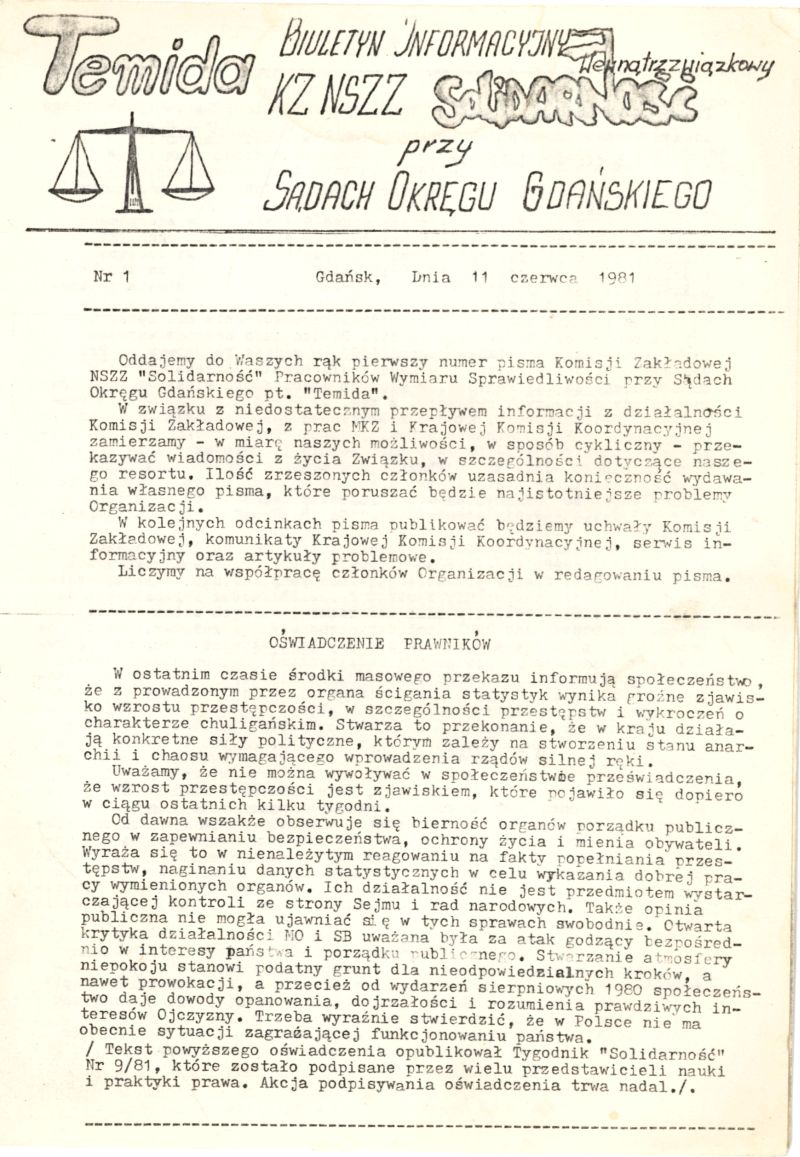 Temida
BIULETYN INFORMACYJNY
Wewnątrzzwiązkowy
KZ NSZZ SOLIDARNOŚĆ
przy
SĄDACH OKRĘGU GDAŃSKIEGO
Nr 1 Gdańsk, Dnia 11 czerwca 1981
Oddajemy do Waszych rąk pierwszy numer pisma Komisji Zakładowej
NSZZ "Solidarność" Pracowników Wymiaru Sprawiedliwości przy Sądach
Okręgu Gdańskiego pt. "Temida".
W związku z niedostatecznym przepływem informacji z działalności
Komisji Zakładowej, z prac MKZ i Krajowej Komisji Koordynacyjnej
zamierzamy - w miarę naszych możliwości, w sposób cykliczny - prze-
kazywać wiadomości z życia Związku, w szczególności dotyczące nasze-
go resortu. Ilość zrzeszonych członków uzasadnia konieczność wydawa-
nia własnego pisma, które poruszać będzie najistotniejsze problemy
Organizacji.
W kolejnych odcinkach pisma publikować będziemy uchwały Komisji
Zakładowej, komunikaty Krajowej Komisji Koordynacyjnej, serwis in-
formacyjny oraz artykuły problemowe.
Liczymy na współpracę członków Organizacji w redagowaniu pisma.
OŚWIADCZENIE PRAWNIKÓW
W ostatnim czasie środki masowego przekazu informują społeczeństwo,
że z prowadzonym przez organa ścigania statystyk wynika groźne zjawis-
ko wzrostu przestępczości, w szczególności przestępstw i wykroczeń o
charakterze chuligańskim. Stwarza to przekonanie, że w kraju działa-
ją konkretne siły polityczne, którym zależy na stworzeniu stanu anar-
chii i chaosu wymagającego wprowadzenia rządów silnej ręki.
Uważamy, że nie można wywoływać w społeczeństwie przeświadczenia,
że wzrost przestępczości jest zjawiskiem, które pojawiło się dopiero
w ciągu ostatnich kilku tygodni.
Od dawna wszakże obserwuje się bierność organów porządku publicz-
nego w zapewnianiu bezpieczeństwa, ochrony życia i mienia obywateli.
Wyraża się to w nienależytym reagowaniu na fakty popełniania przes-
tępstw, naginaniu danych statystycznych w celu wykazania dobrej pra-
cy wymienionych organów. Ich działalność nie jest przedmiotem wystar-
czającej kontroli ze strony Sejmu i rad narodowych. Także opinia
publiczna nie mogła ujawniać się w tych sprawach swobodnie. Otwarta
krytyka działalności MO i SB uważana była za atak godzący bezpośred-
nio w interesy państwa i porządku publicznego. Stwarzanie atmosfery
niepokoju stanowi podatny grunt dla nieodpowiedzialnych kroków, a
nawet prowokacji, a przecież od wydarzeń sierpniowych 1980 społeczeńs-
two daje dowody opanowania, dojrzałości i rozumienia prawdziwych in-
teresów Ojczyzny. Trzeba wyraźnie stwierdzić, że w Polsce nie ma
obecnie sytuacji zagrażającej funkcjonowaniu państwa.
/ Tekst powyższego oświadczenia opublikował Tygodnik "Solidarność"
Nr 9/81, które zostało podpisane przez wielu przedstawicieli nauki
i praktyki prawa. Akcja podpisywania oświadczenia trwa nadal./.